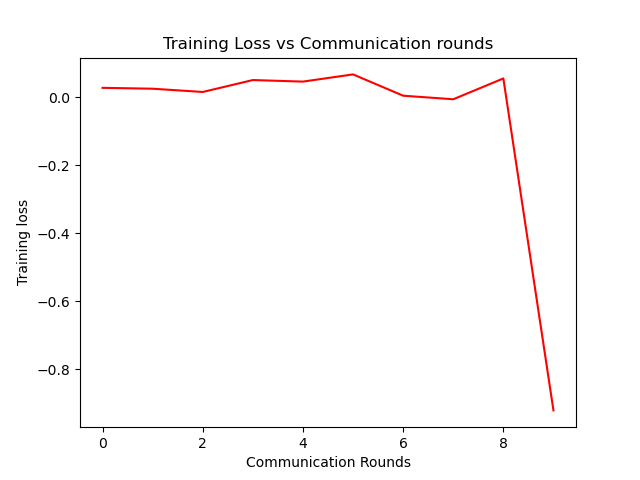 Training Loss vs Communication rounds
0.0
−0.2
−0.4
−0.6
−0.8
Training loss
0 2 4 6 8
Communication Rounds